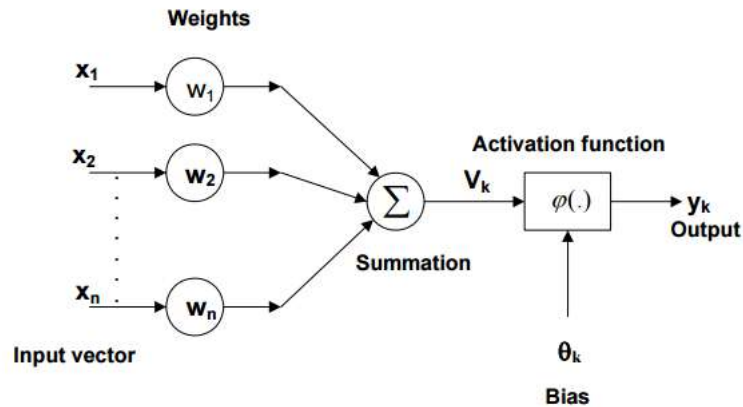 Weights
x₁
w₁
x₂
w₂
Activation function
Vₖ
Σ
φ(.)
yₖ
Output
Summation
xₙ
wₙ
Input vector
θₖ
Bias